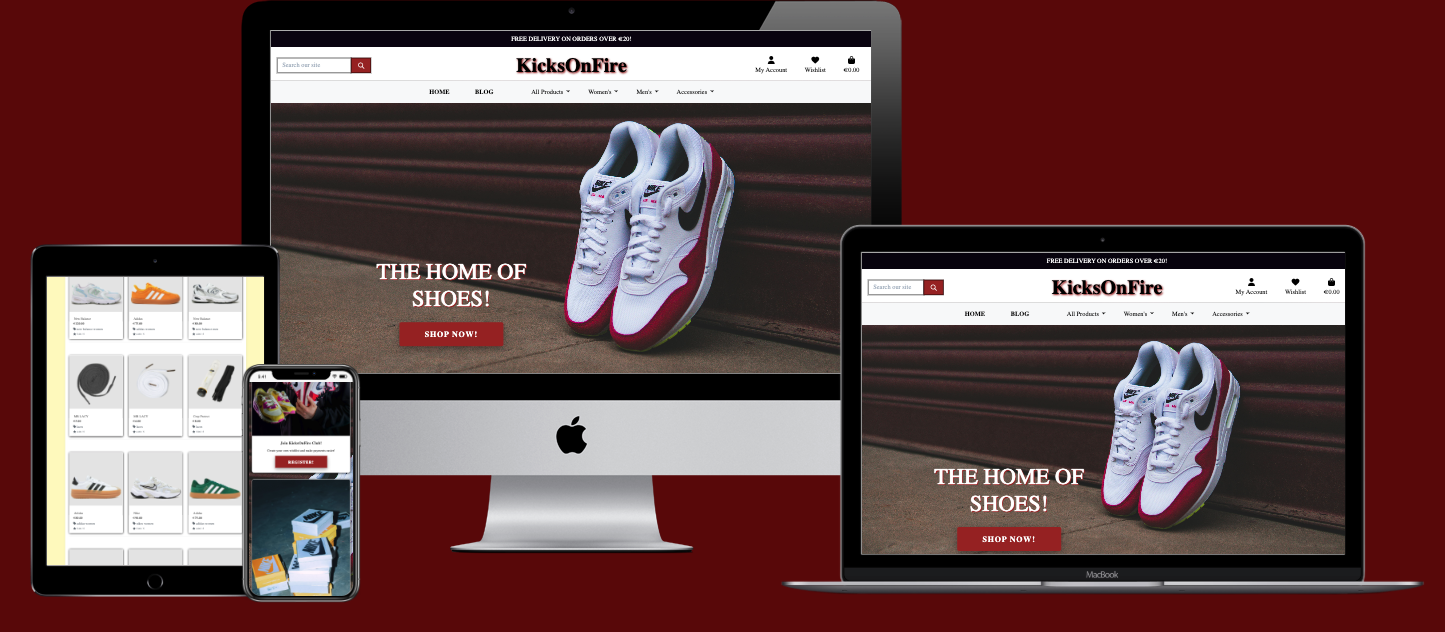 FREE DELIVERY ON ORDERS OVER €20!
Search our site
KicksOnFire
My Account
Wishlist
€0.00
HOME
BLOG
All Products
Women's
Men's
Accessories
THE HOME OF
SHOES!
SHOP NOW!
FREE DELIVERY ON ORDERS OVER €20!
Search our site
KicksOnFire
My Account
Wishlist
€0.00
HOME
BLOG
All Products
Women's
Men's
Accessories
THE HOME OF
SHOES!
SHOP NOW!
MacBook
Join KicksOnFire Club!
REGISTER!